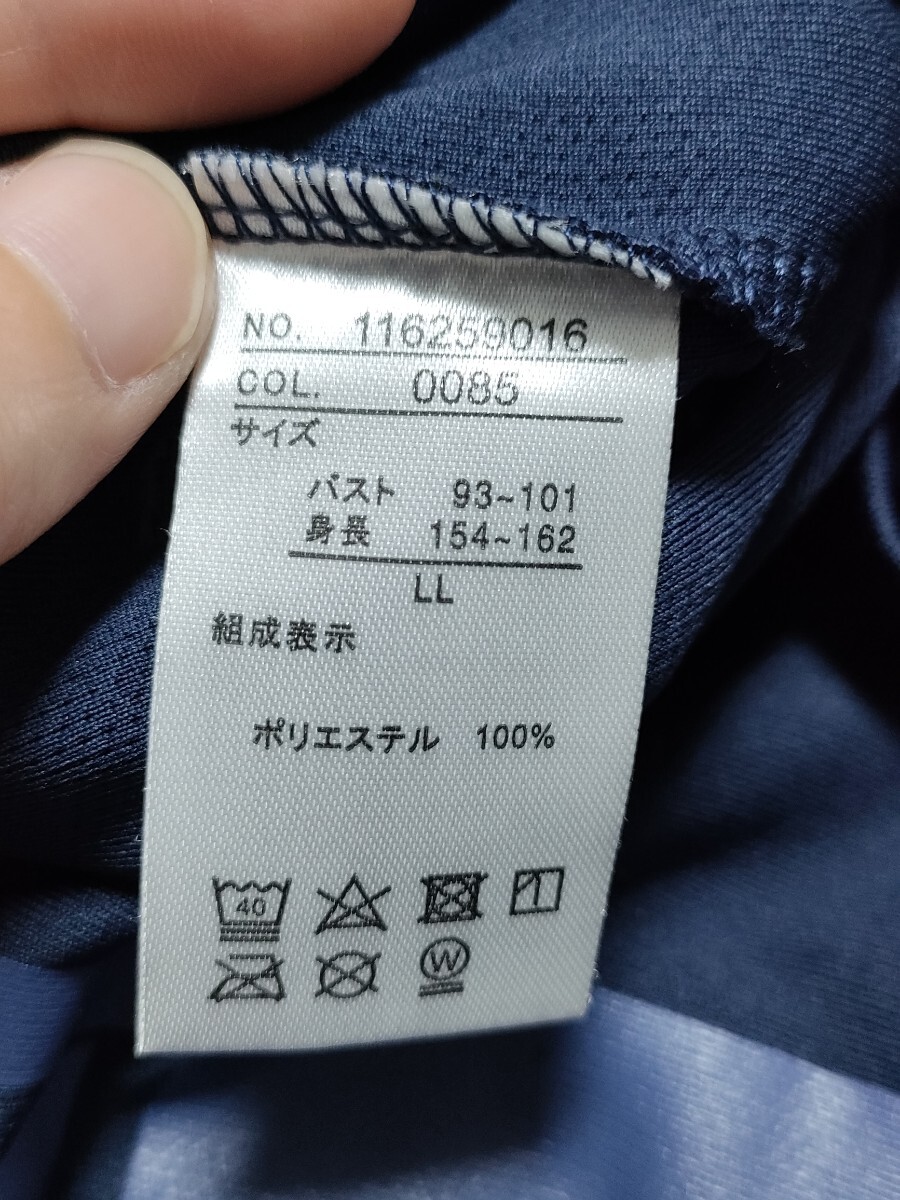 NO. 116259016
COL. 0085
サイズ
バスト 93~101
身長 154~162
LL
組成表示
ポリエステル 100%
40
W